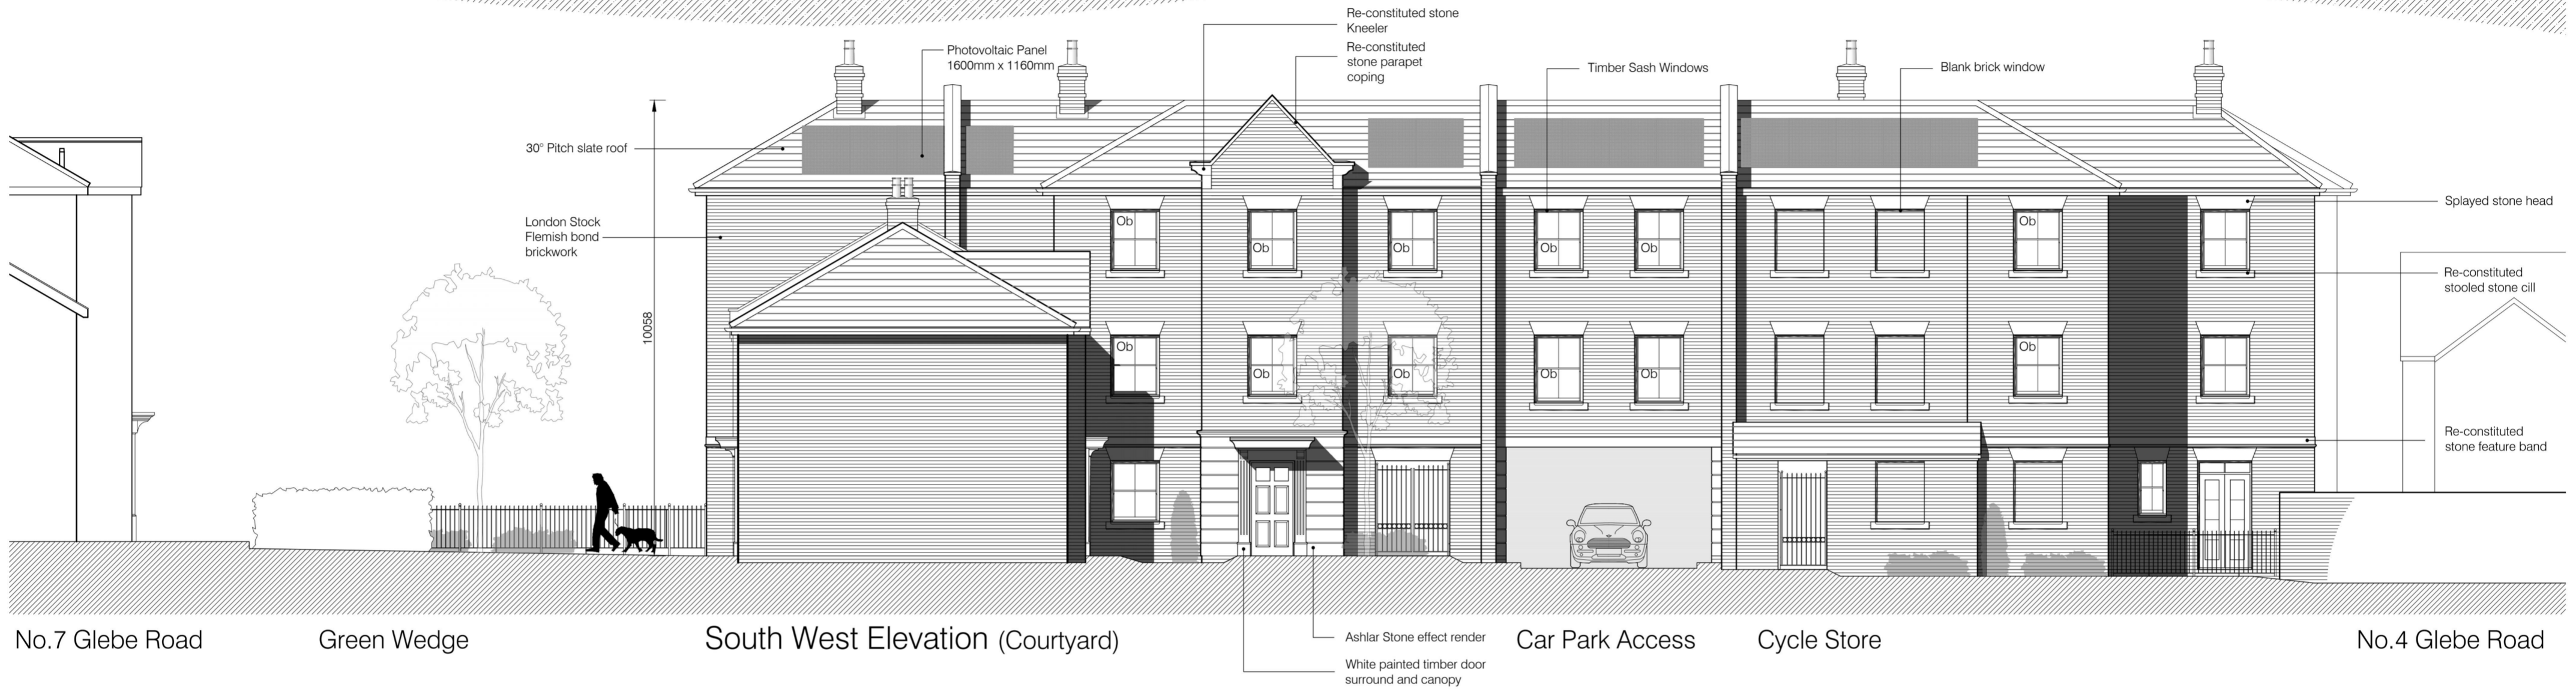 Re-constituted stone
Kneeler
Re-constituted
stone parapet
coping
Photovoltaic Panel
1600mm x 1160mm
Timber Sash Windows
Blank brick window
30° Pitch slate roof
London Stock
Flemish bond
brickwork
10058
Splayed stone head
Re-constituted
stooled stone cill
Re-constituted
stone feature band
Ob
Ob
Ob
Ob
Ob
Ob
Ob
Ob
Ob
Ob
Ob
Ob
No.7 Glebe Road
Green Wedge
South West Elevation (Courtyard)
Ashlar Stone effect render
White painted timber door
surround and canopy
Car Park Access
Cycle Store
No.4 Glebe Road